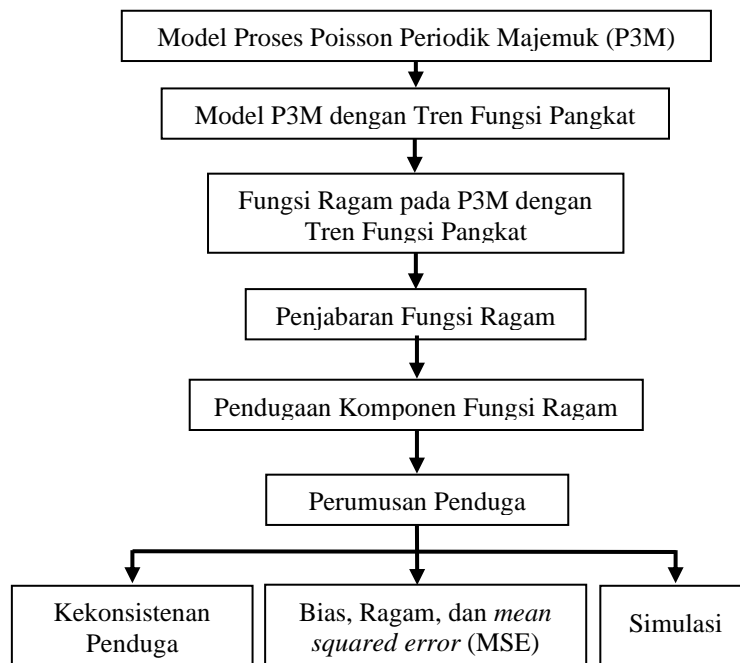 Model Proses Poisson Periodik Majemuk (P3M)
Model P3M dengan Tren Fungsi Pangkat
Fungsi Ragam pada P3M dengan
Tren Fungsi Pangkat
Penjabaran Fungsi Ragam
Pendugaan Komponen Fungsi Ragam
Perumusan Penduga
Kekonsistenan
Penduga
Bias, Ragam, dan mean
squared error (MSE)
Simulasi